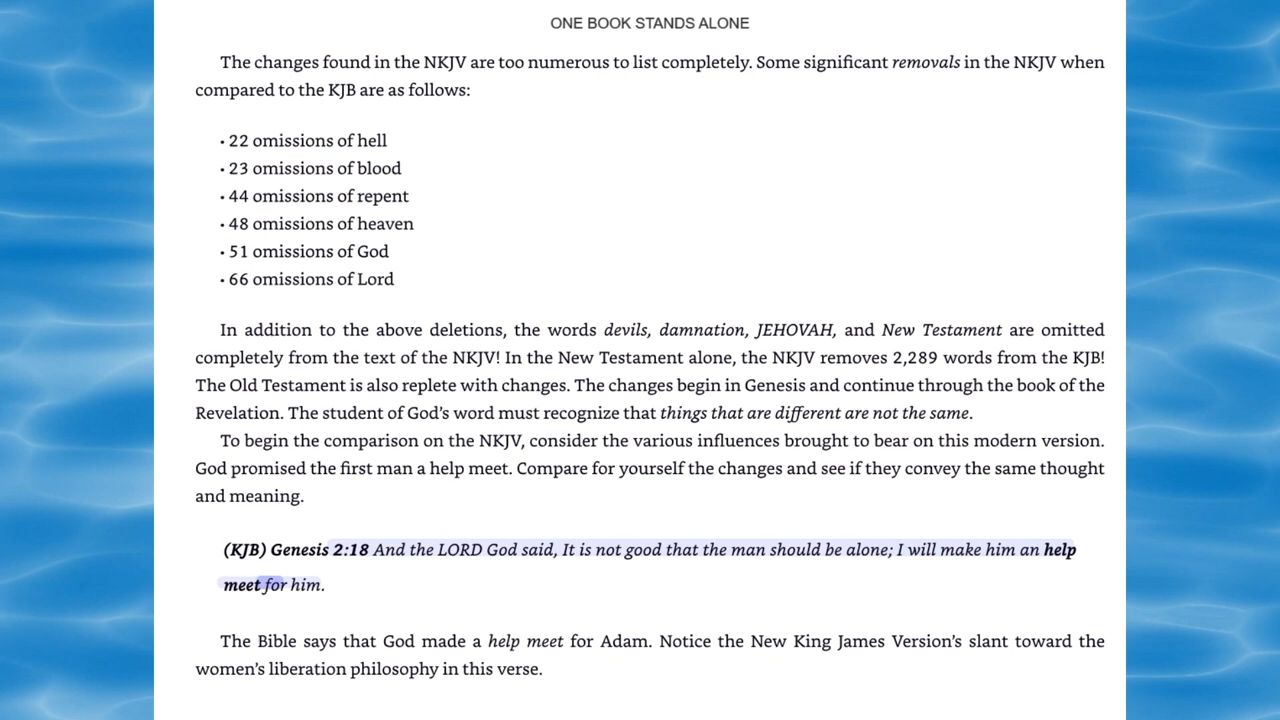 ONE BOOK STANDS ALONE
The changes found in the NKJV are too numerous to list completely. Some significant removals in the NKJV when
compared to the KJB are as follows:
• 22 omissions of hell
• 23 omissions of blood
• 44 omissions of repent
• 48 omissions of heaven
• 51 omissions of God
• 66 omissions of Lord
In addition to the above deletions, the words devils, damnation, JEHOVAH, and New Testament are omitted
completely from the text of the NKJV! In the New Testament alone, the NKJV removes 2,289 words from the KJB!
The Old Testament is also replete with changes. The changes begin in Genesis and continue through the book of the
Revelation. The student of God’s word must recognize that things that are different are not the same.
To begin the comparison on the NKJV, consider the various influences brought to bear on this modern version.
God promised the first man a help meet. Compare for yourself the changes and see if they convey the same thought
and meaning.
(KJB) Genesis 2:18 And the LORD God said, It is not good that the man should be alone; I will make him an help
meet for him.
The Bible says that God made a help meet for Adam. Notice the New King James Version’s slant toward the
women’s liberation philosophy in this verse.